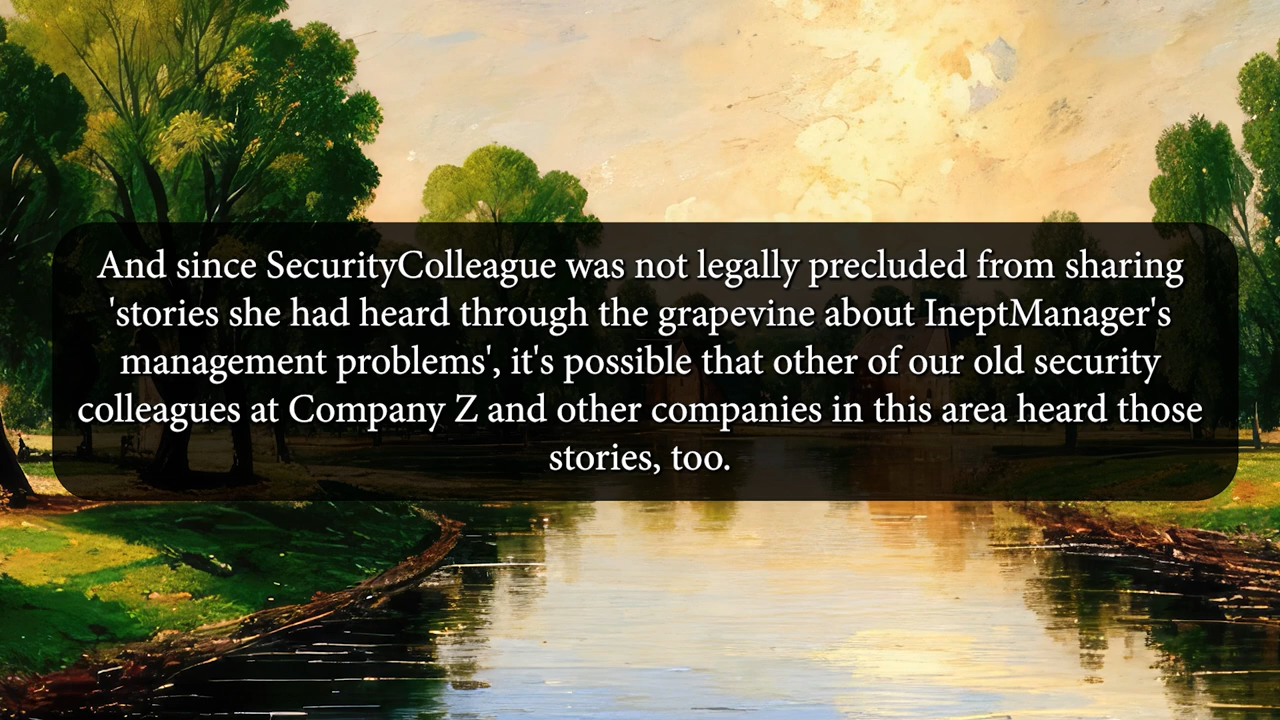 And since SecurityColleague was not legally precluded from sharing
'stories she had heard through the grapevine about IneptManager's
management problems', it's possible that other of our old security
colleagues at Company Z and other companies in this area heard those
stories, too.